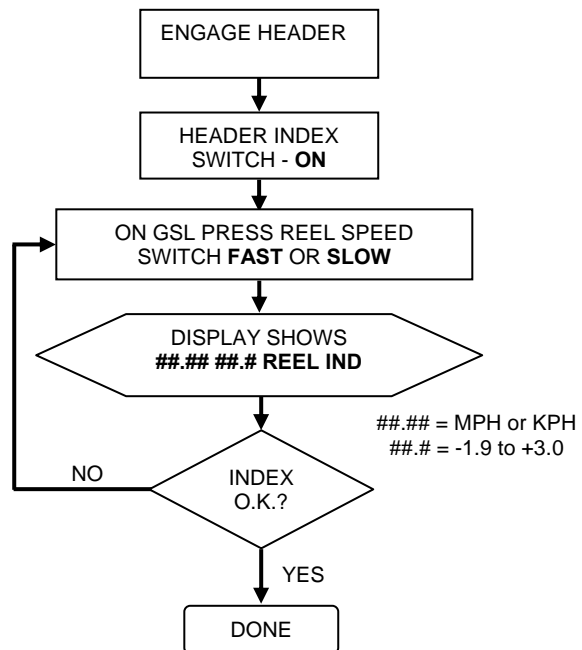 ENGAGE HEADER
HEADER INDEX
SWITCH - ON
ON GSL PRESS REEL SPEED
SWITCH FAST OR SLOW
DISPLAY SHOWS
##.## ##.# REEL IND
##.## = MPH or KPH
##.# = -1.9 to +3.0
NO
INDEX
O.K.?
YES
DONE